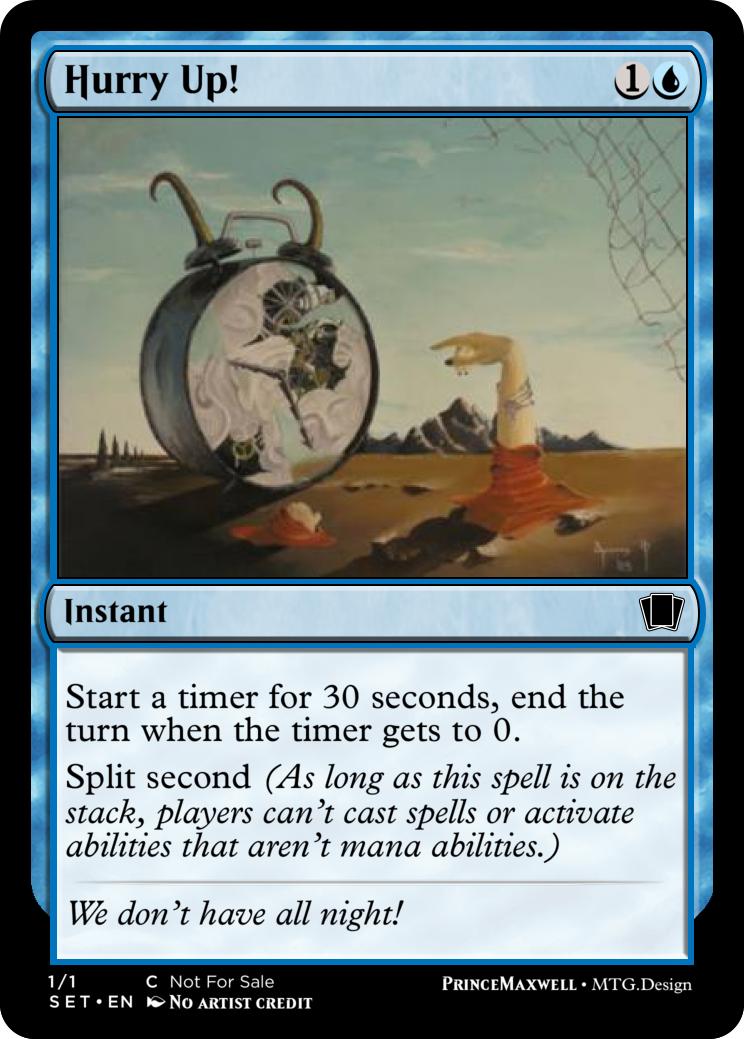 Hurry Up!
1
Instant
Start a timer for 30 seconds, end the
turn when the timer gets to 0.
Split second (As long as this spell is on the
stack, players can't cast spells or activate
abilities that aren't mana abilities.)
We don't have all night!
1/1 C Not For Sale
SET • EN No artist credit
PrinceMaxwell • MTG.Design